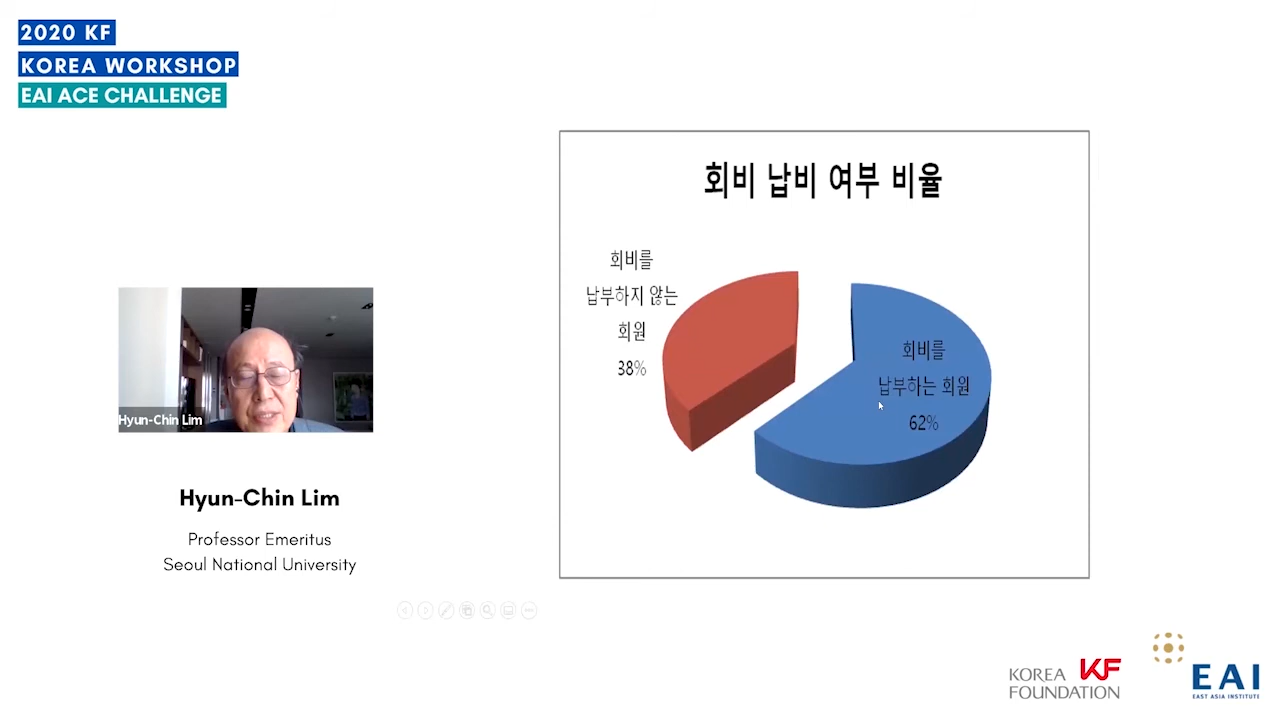 2020 KF
KOREA WORKSHOP
EAI ACE CHALLENGE
회비 납비 여부 비율
회비를
납부하지 않는
회원
38%
회비를
납부하는 회원
62%
Hyun-Chin Lim
Hyun-Chin Lim
Professor Emeritus
Seoul National University
KOREA KF
FOUNDATION
EAI
EAST ASIA INSTITUTE